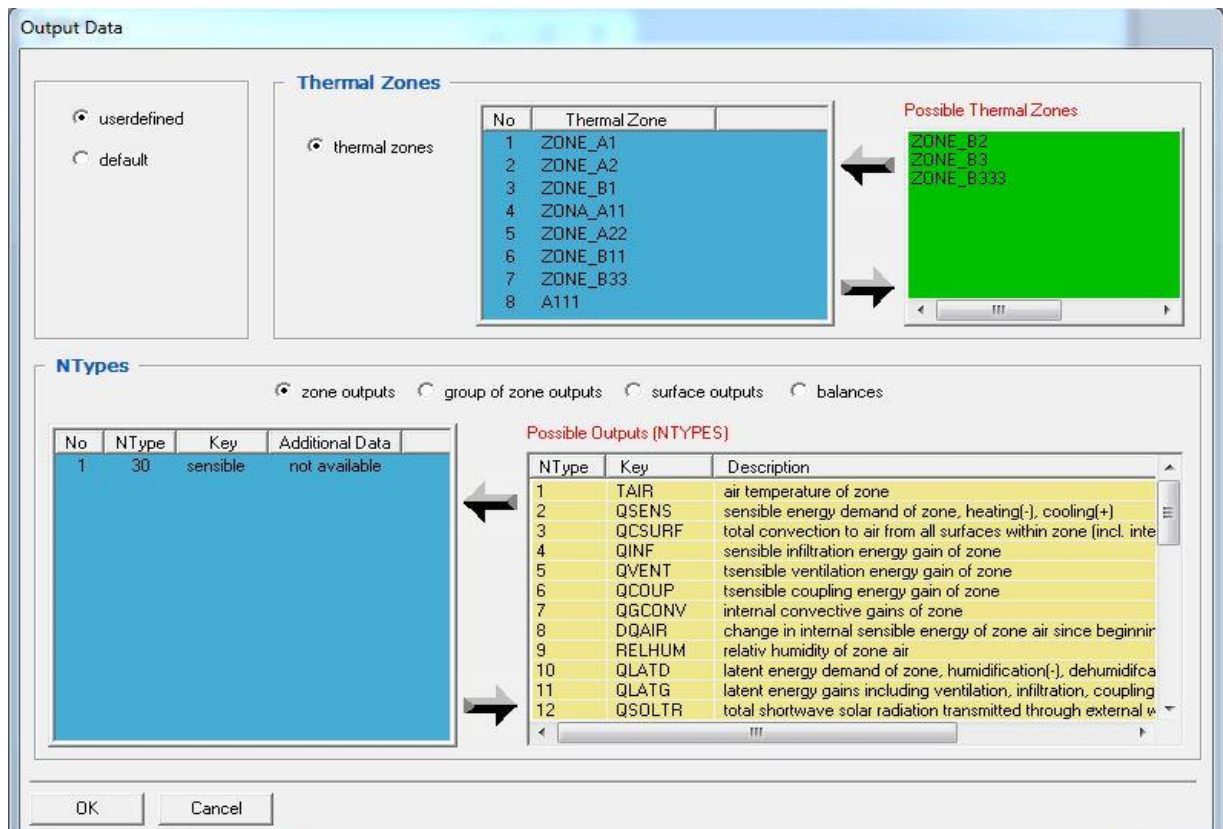 Output Data
userdefined
default
Thermal Zones
thermal zones
No Thermal Zone
1 ZONE_A1
2 ZONE_A2
3 ZONE_B1
4 ZONA_A11
5 ZONE_A22
6 ZONE_B11
7 ZONE_B33
8 A111
Possible Thermal Zones
ZONE_B2
ZONE_B3
ZONE_B333
NTypes
zone outputs group of zone outputs surface outputs balances
No NType Key Additional Data
1 30 sensible not available
Possible Outputs (NTYPES)
NType Key Description
1 TAIR air temperature of zone
2 QSENS sensible energy demand of zone, heating(-), cooling(+)
3 QCSURF total convection to air from all surfaces within zone (incl. inte
4 QINF sensible infiltration energy gain of zone
5 QVENT tsensible ventilation energy gain of zone
6 QCOUP tsensible coupling energy gain of zone
7 QGCONV internal convective gains of zone
8 DQAIR change in internal sensible energy of zone air since beginnin
9 RELHUM relativ humidity of zone air
10 QLATD latent energy demand of zone, humidification(-), dehumidifca
11 QLATG latent energy gains including ventilation, infiltration, coupling
12 QSOLTR total shortwave solar radiation transmitted through external w
OK Cancel